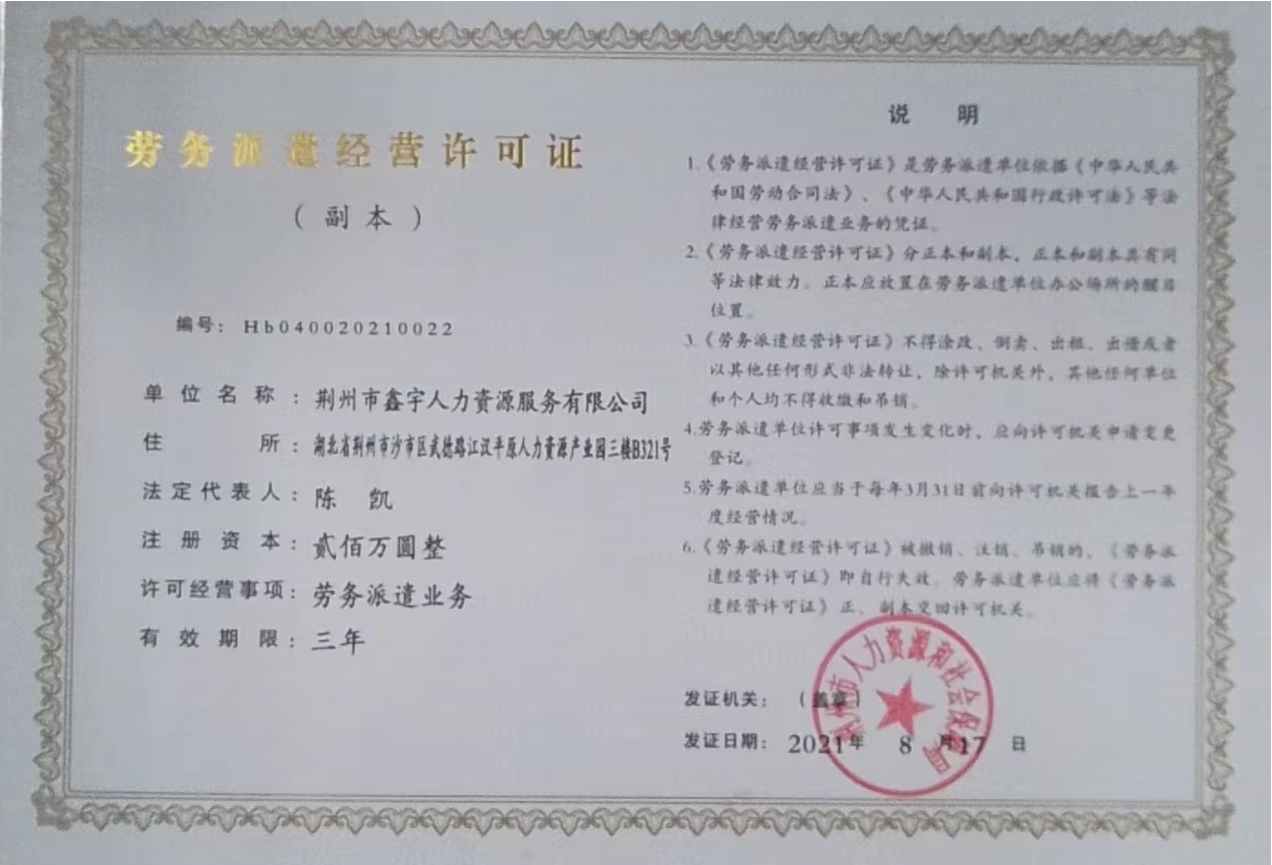 劳务派遣经营许可证
（副本）
编号：Hb040020210022
单位名称：荆州市鑫宇人力资源服务有限公司
住所：湖北省荆州市沙市区武德路江汉平原人力资源产业园三楼B321号
法定代表人：陈凯
注册资本：贰佰万圆整
许可经营事项：劳务派遣业务
有效期限：三年
说明
1.《劳务派遣经营许可证》是劳务派遣单位依据《中华人民共
和国劳动合同法》、《中华人民共和国行政许可法》等法
律经营劳务派遣业务的凭证。
2.《劳务派遣经营许可证》分正本和副本，正本和副本具有同
等法律效力。正本应放置在劳务派遣单位办公场所的醒目
位置。
3.《劳务派遣经营许可证》不得涂改、倒卖、出租、出借或者
以其他任何形式非法转让，除许可机关外，其他任何单位
和个人均不得收缴和吊销。
4.劳务派遣单位许可事项发生变化时，应向许可机关申请变更
登记。
5.劳务派遣单位应当于每年3月31日前向许可机关报告上一年
度经营情况。
6.《劳务派遣经营许可证》被撤销、注销、吊销的，《劳务派
遣经营许可证》即自行失效。劳务派遣单位应将《劳务派
遣经营许可证》正、副本交回许可机关。
发证机关：（盖章）
发证日期：2021年8月17日
荆州市人力资源和社会保障局